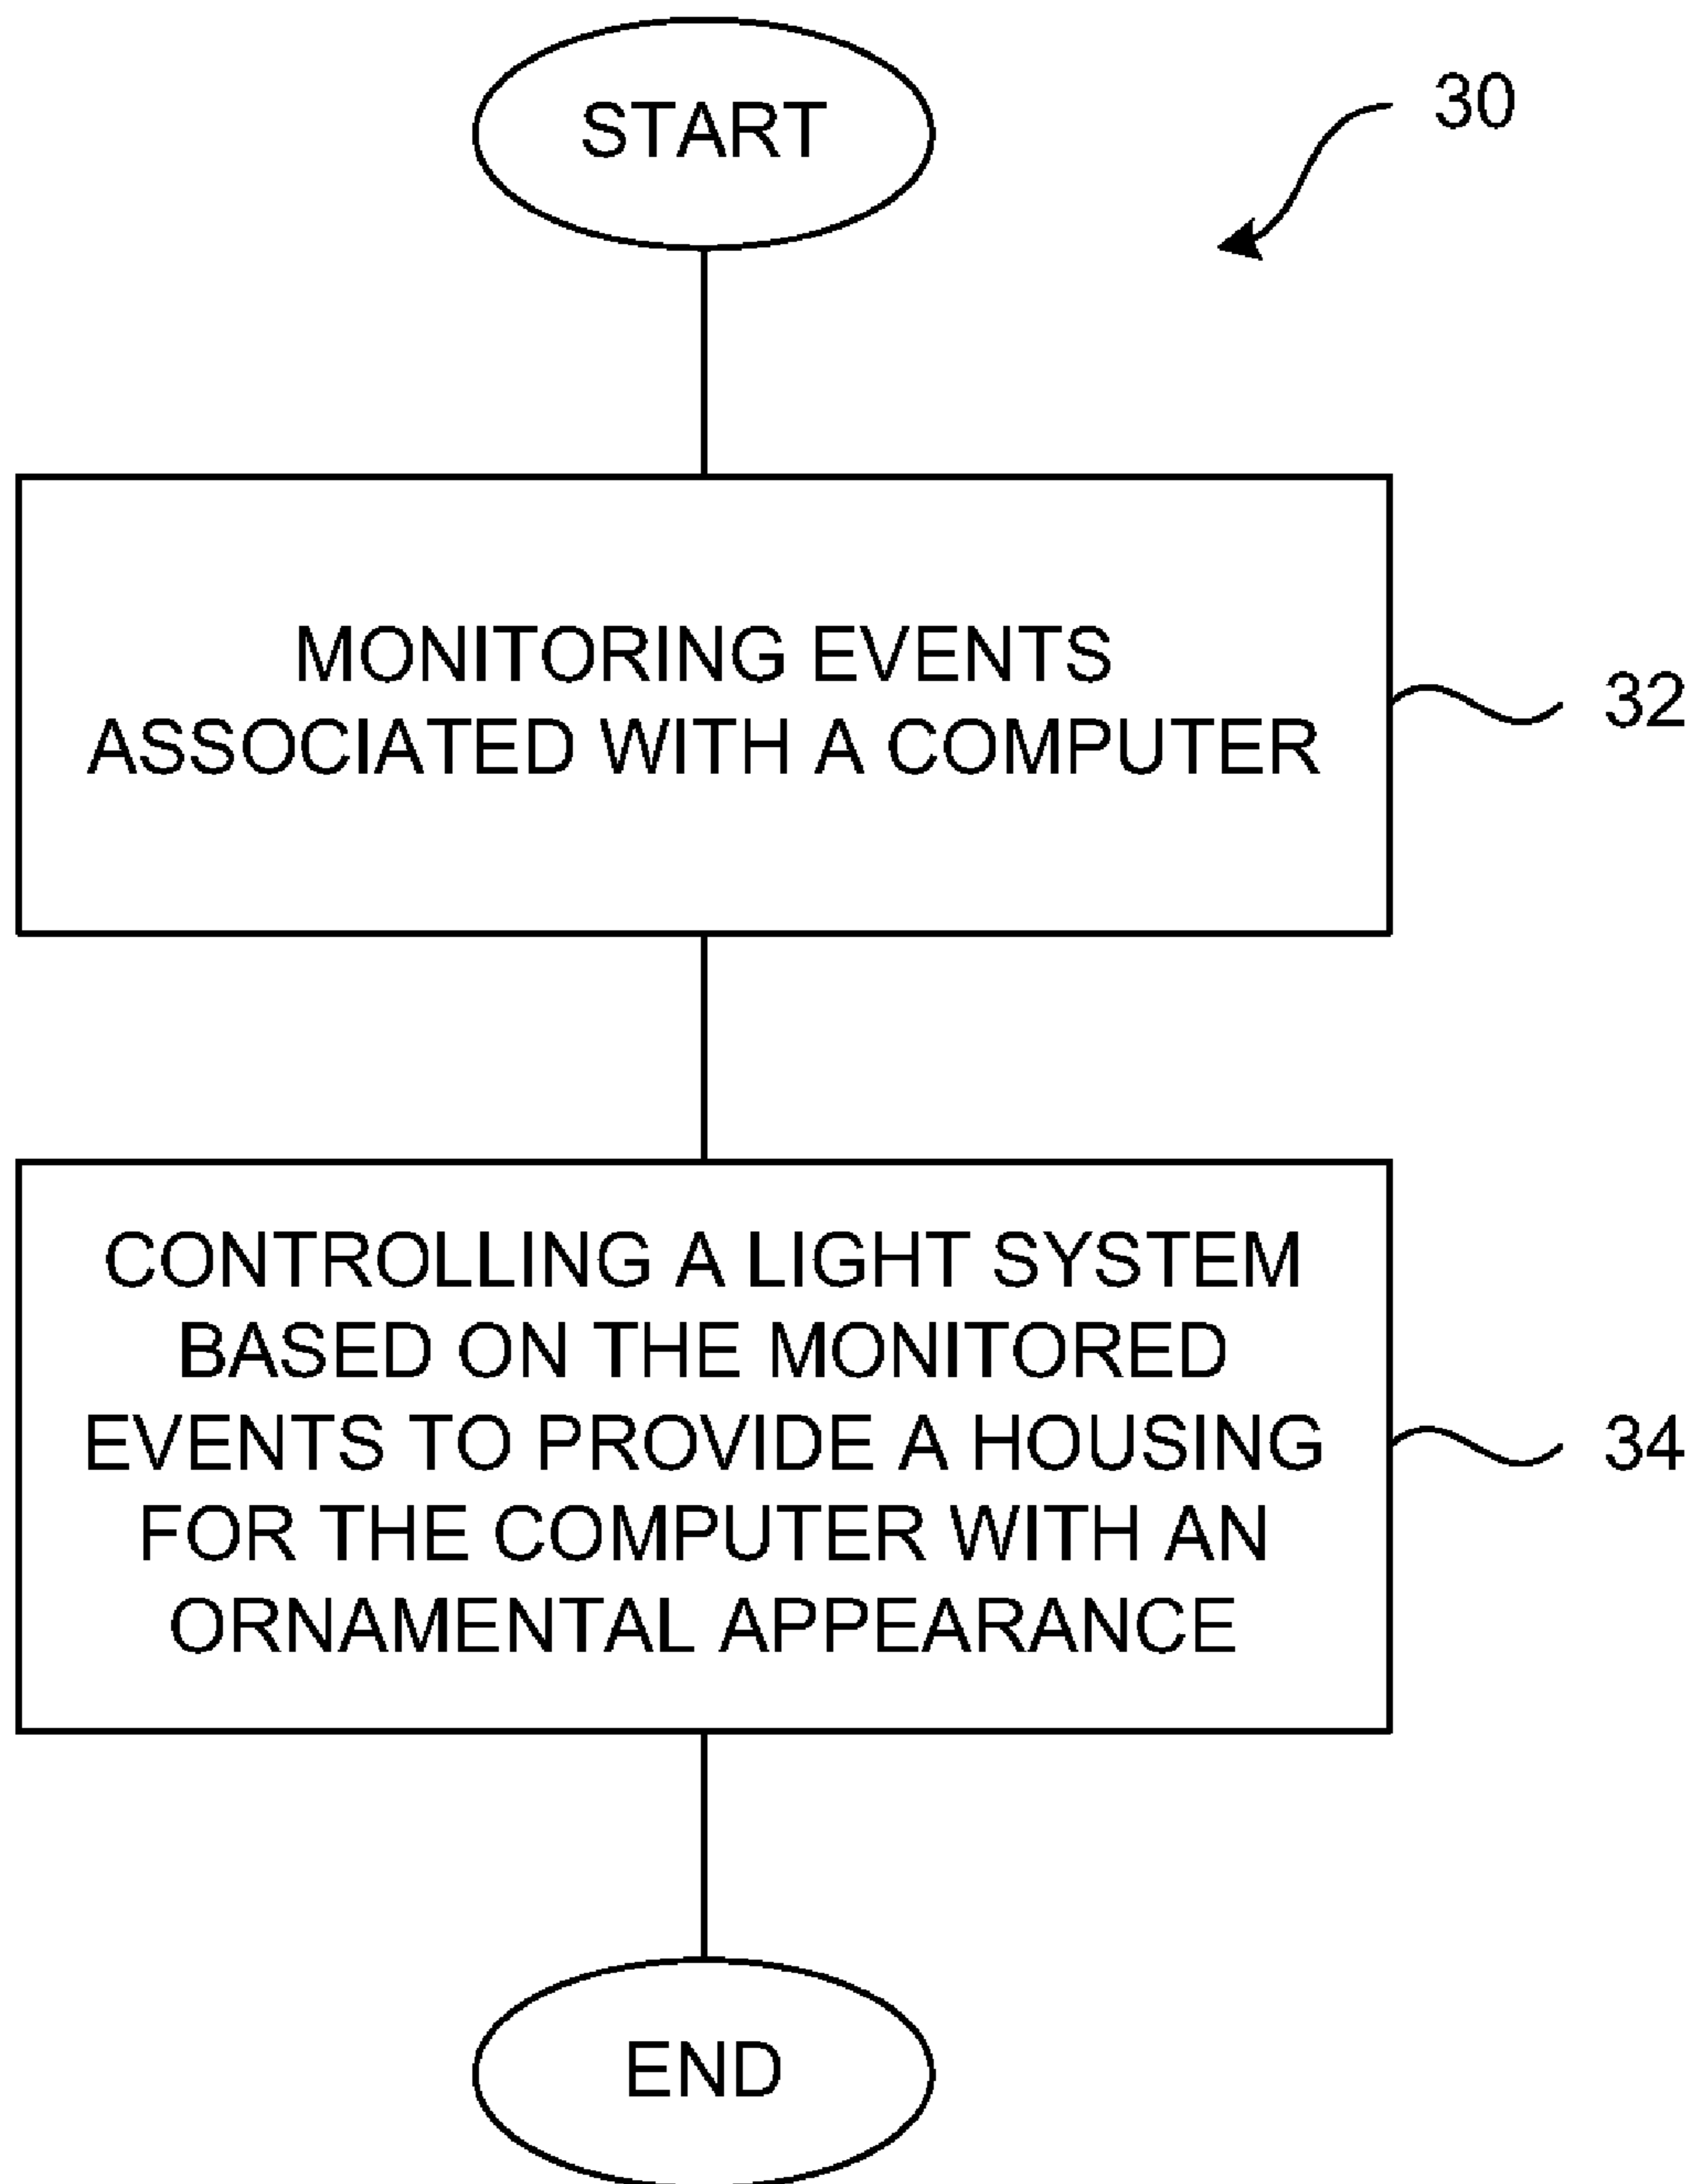 START
30
MONITORING EVENTS
ASSOCIATED WITH A COMPUTER
32
CONTROLLING A LIGHT SYSTEM
BASED ON THE MONITORED
EVENTS TO PROVIDE A HOUSING
FOR THE COMPUTER WITH AN
ORNAMENTAL APPEARANCE
34
END